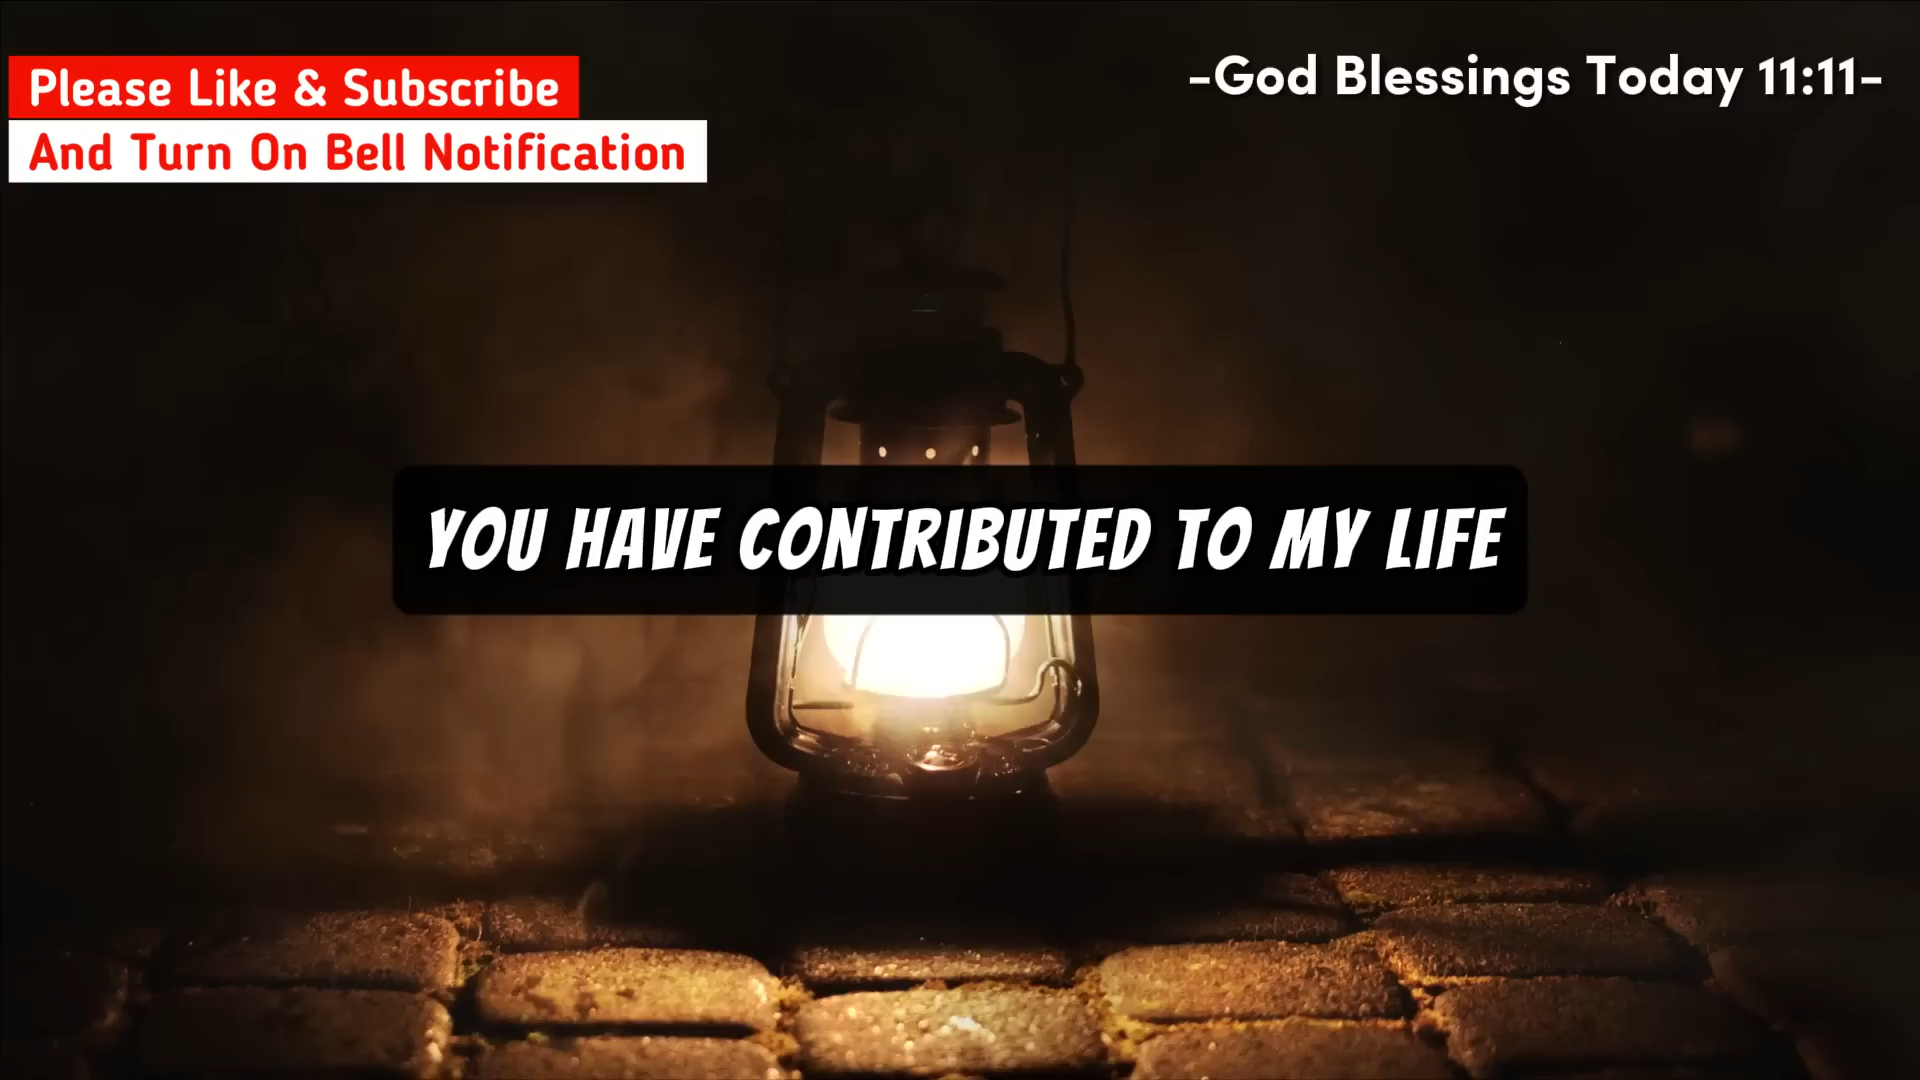 Please Like & Subscribe
And Turn On Bell Notification
-God Blessings Today 11:11-
YOU HAVE CONTRIBUTED TO MY LIFE